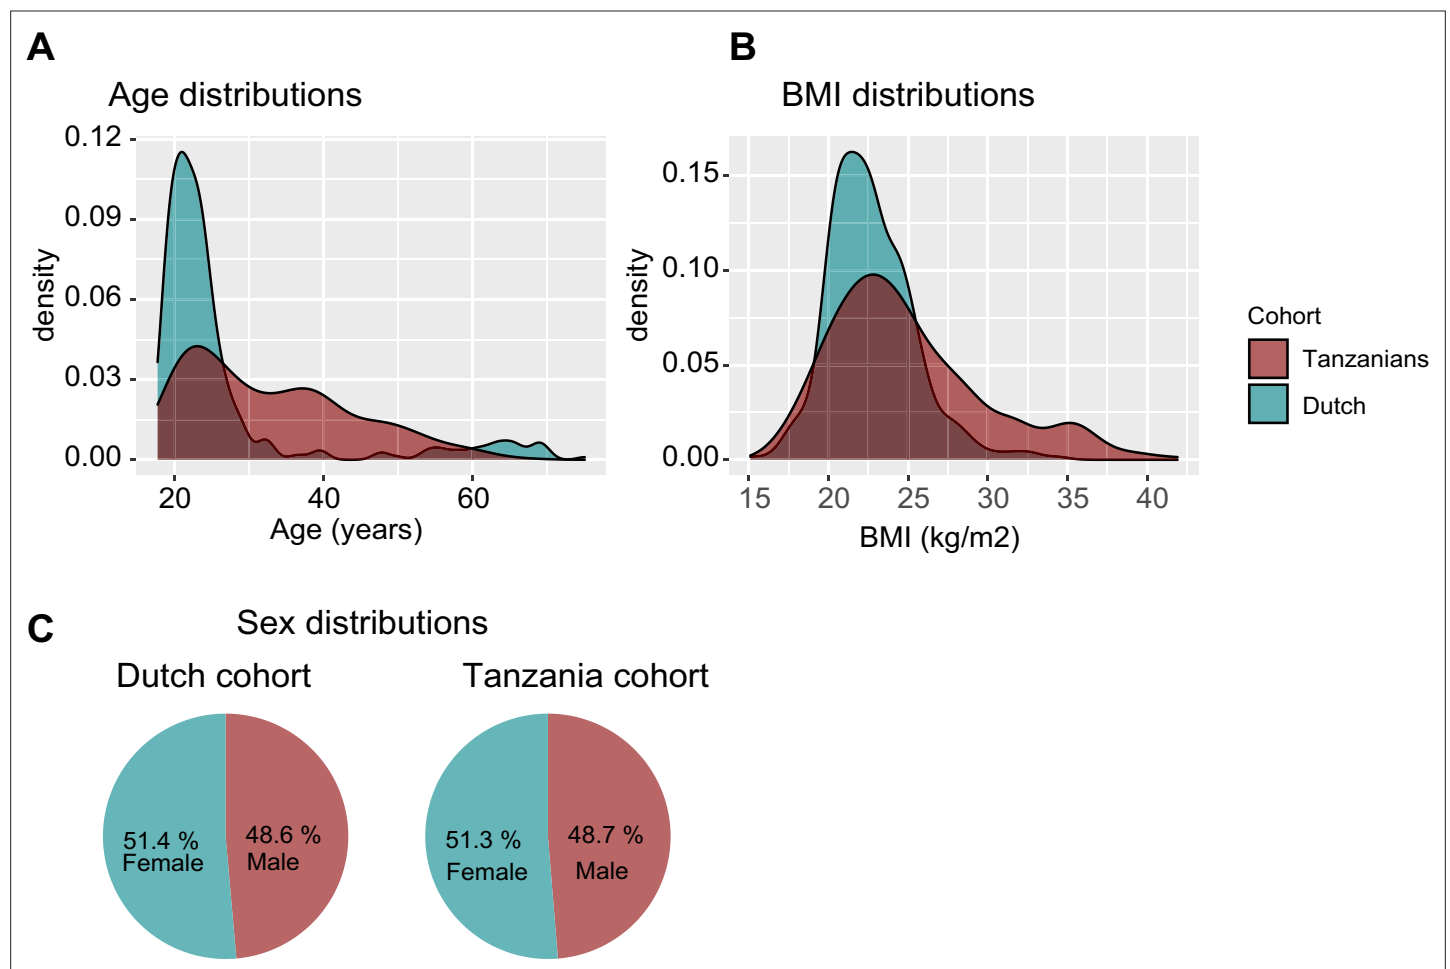 A
Age distributions
0.12
0.09
0.06
0.03
0.00
density
20 40 60
Age (years)
B
BMI distributions
0.15
0.10
0.05
0.00
density
15 20 25 30 35 40
BMI (kg/m2)
Cohort
Tanzanians
Dutch
C
Sex distributions
Dutch cohort
51.4 %
Female
48.6 %
Male
Tanzania cohort
51.3 %
Female
48.7 %
Male